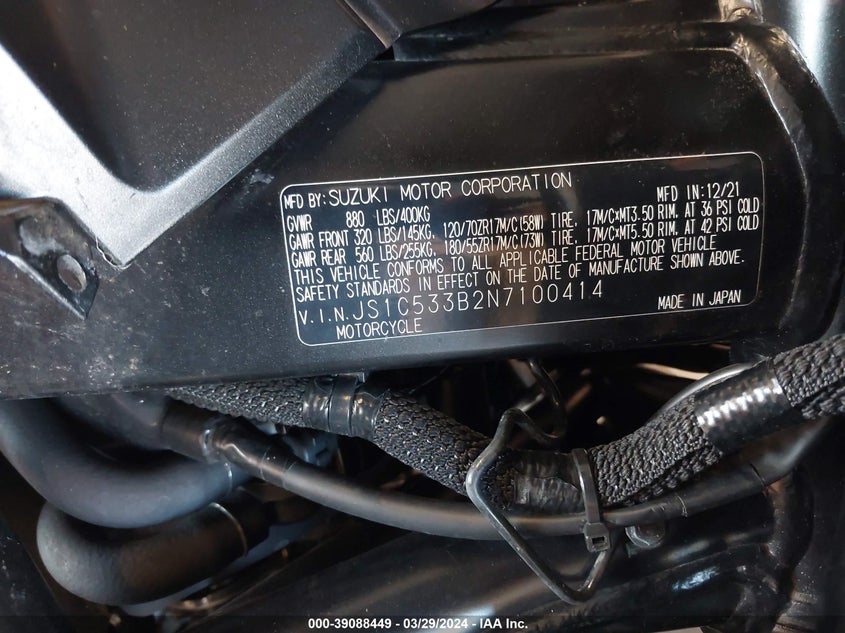 MFD BY: SUZUKI MOTOR CORPORATION MFD IN: 12/21
GVWR 880 LBS/400KG
GAWR FRONT 320 LBS/145KG, 120/70ZR17M/C(58W) TIRE, 17M/C×MT3.50 RIM, AT 36 PSI COLD
GAWR REAR 560 LBS/255KG, 180/55ZR17M/C(73W) TIRE, 17M/C×MT5.50 RIM, AT 42 PSI COLD
THIS VEHICLE CONFORMS TO ALL APPLICABLE FEDERAL MOTOR VEHICLE
SAFETY STANDARDS IN EFFECT ON THE DATE OF MANUFACTURE SHOWN ABOVE.
V.I.N. JS1C533B2N7100414 MADE IN JAPAN
MOTORCYCLE
000-39088449 - 03/29/2024 - IAA Inc.